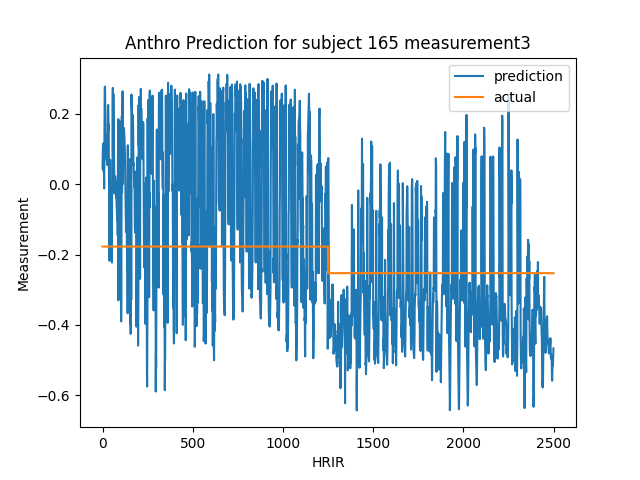 Anthro Prediction for subject 165 measurement3
prediction
actual
0.2
0.0
−0.2
−0.4
−0.6
Measurement
0
500
1000
1500
2000
2500
HRIR